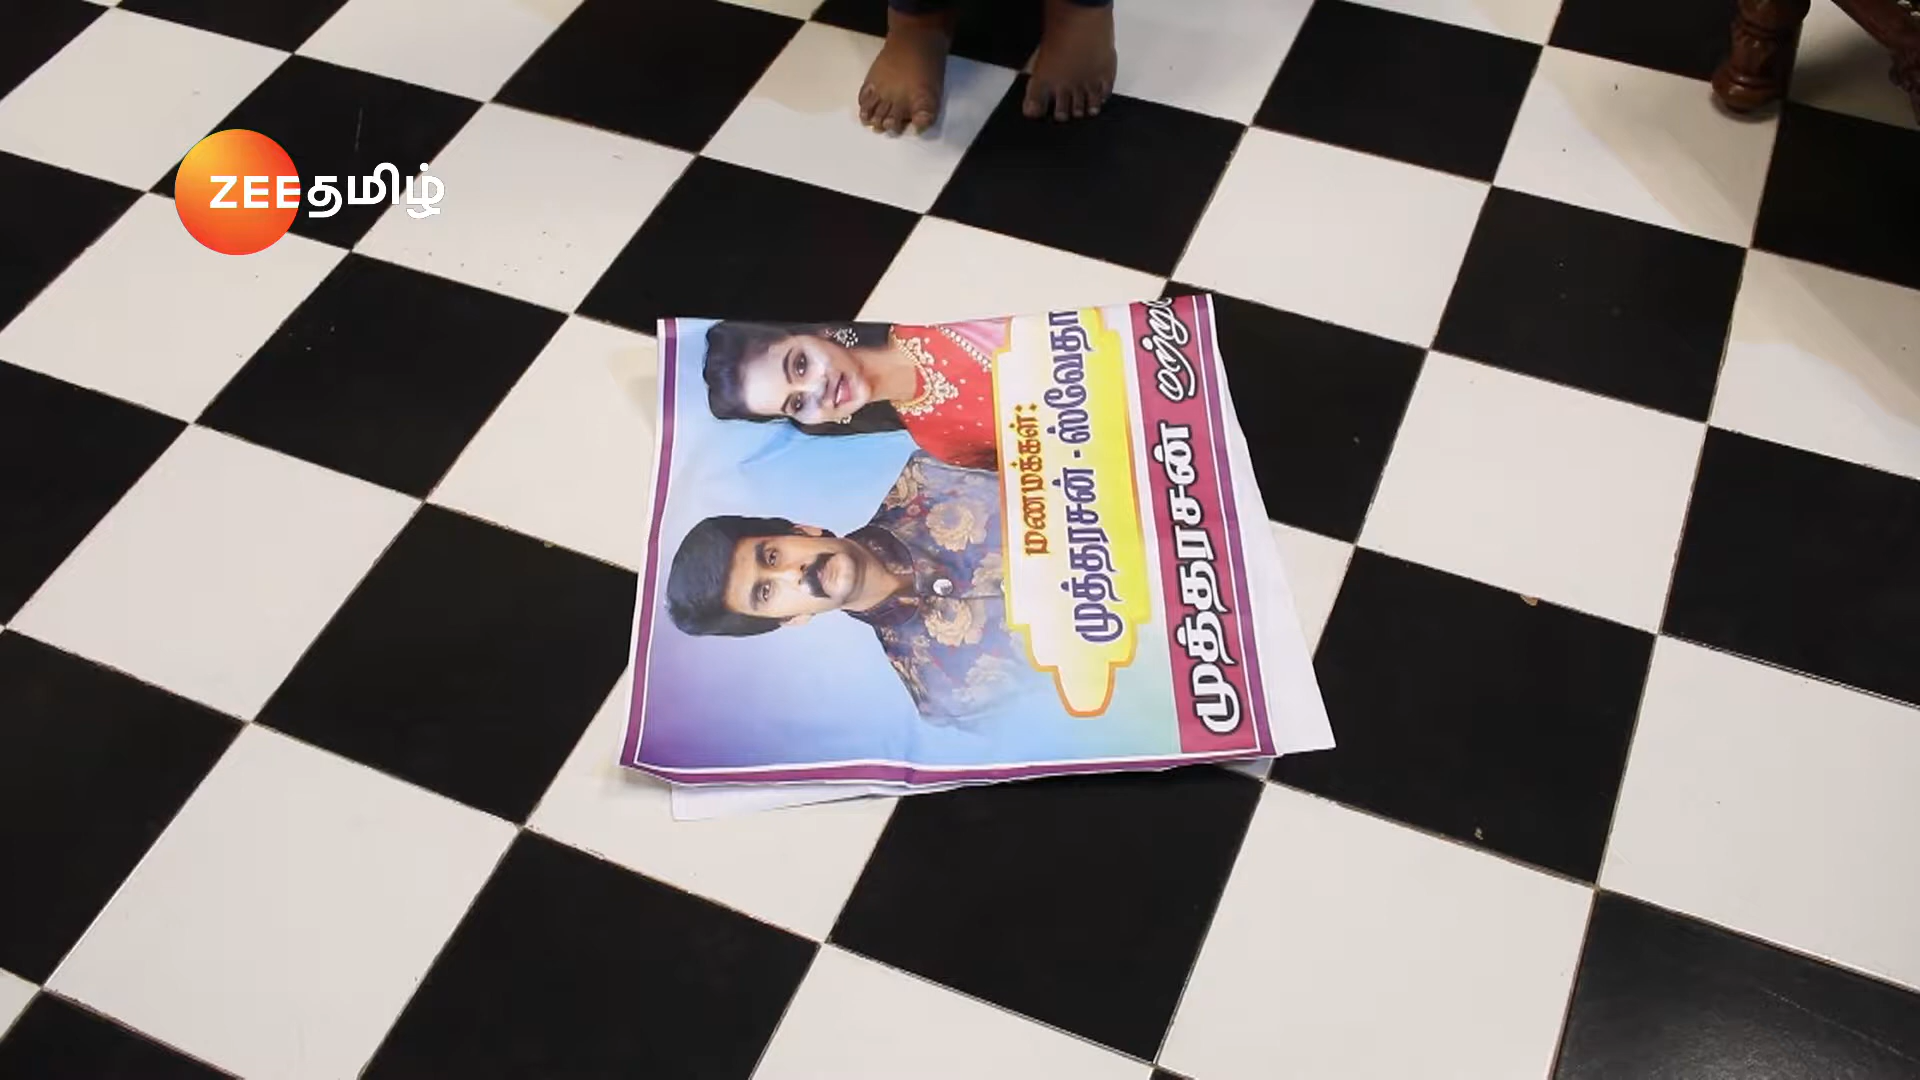 ZEEதமிழ்
மணமக்கள்:
முத்தரசன் - ஸ்வேதா
முத்தரசன்